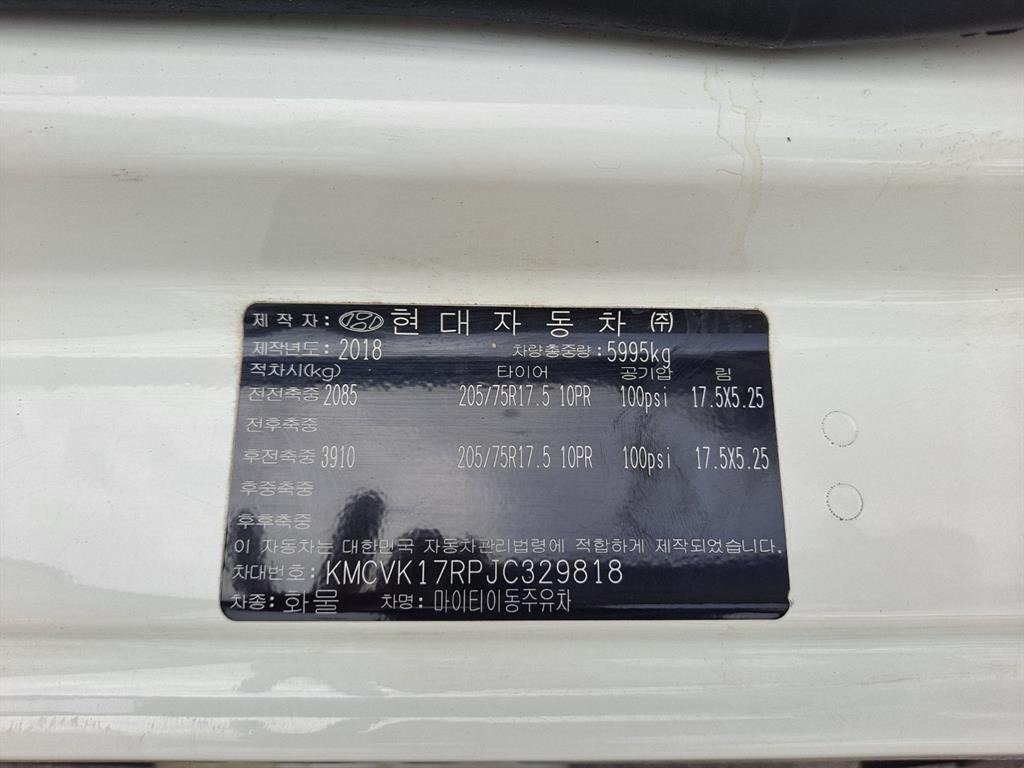 제작자: 현대자동차 ㈜
제작년도: 2018 차량총중량: 5995kg
적차시(kg) 타이어 공기압 림
전전축중 2085 205/75R17.5 10PR 100psi 17.5X5.25
전후축중
후전축중 3910 205/75R17.5 10PR 100psi 17.5X5.25
후중축중
후후축중
이 자동차는 대한민국 자동차관리법령에 적합하게 제작되었습니다.
차대번호: KMCVK17RPJC329818
차종: 화물 차명: 마이티이동주유차